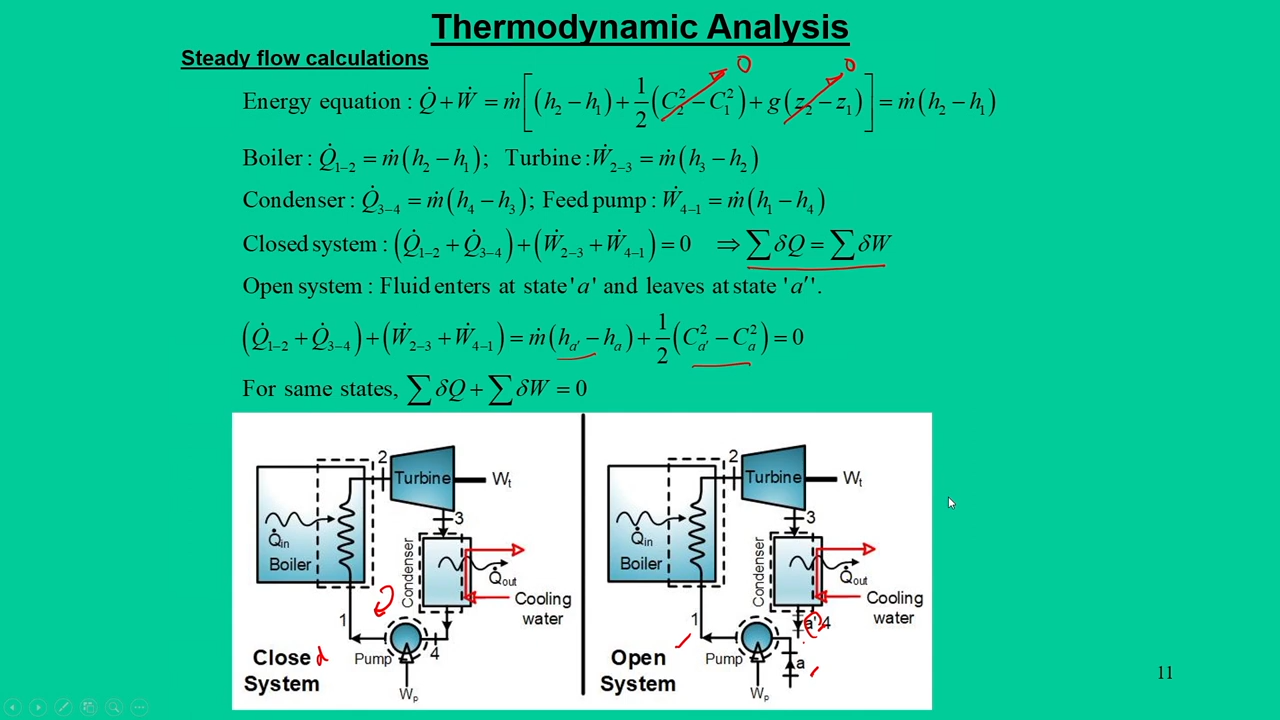 Thermodynamic Analysis
Steady flow calculations
Energy equation : Q̇ + Ẇ = ṁ[(h₂ − h₁) + 1/2(C₂² − C₁²) + g(z₂ − z₁)] = ṁ(h₂ − h₁)
0 0
Boiler : Q̇₁₋₂ = ṁ(h₂ − h₁); Turbine : Ẇ₂₋₃ = ṁ(h₃ − h₂)
Condenser : Q̇₃₋₄ = ṁ(h₄ − h₃); Feed pump : Ẇ₄₋₁ = ṁ(h₁ − h₄)
Closed system : (Q̇₁₋₂ + Q̇₃₋₄) + (Ẇ₂₋₃ + Ẇ₄₋₁) = 0 ⇒ ∑δQ = ∑δW
Open system : Fluid enters at state 'a' and leaves at state 'a′'.
(Q̇₁₋₂ + Q̇₃₋₄) + (Ẇ₂₋₃ + Ẇ₄₋₁) = ṁ(hₐ′ − hₐ) + 1/2(Cₐ′² − Cₐ²) = 0
For same states, ∑δQ + ∑δW = 0
2
Turbine
Wt
3
Q̇in
Boiler
Condenser
Q̇out
Cooling
water
1
Pump
4
Wp
Closed
System
2
Turbine
Wt
3
Q̇in
Boiler
Condenser
Q̇out
Cooling
water
1
a' 4
Pump
a
Wp
Open
System
11